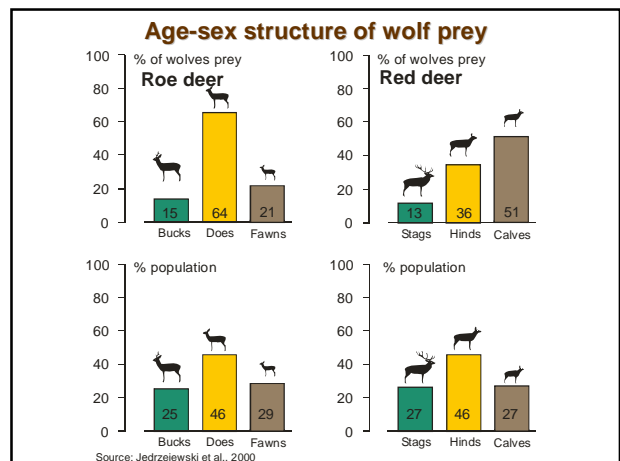 Age-sex structure of wolf prey
% of wolves prey
Roe deer
100
80
60
40
20
0
15
64
21
Bucks
Does
Fawns
% of wolves prey
Red deer
100
80
60
40
20
0
13
36
51
Stags
Hinds
Calves
% population
100
80
60
40
20
0
25
46
29
Bucks
Does
Fawns
% population
100
80
60
40
20
0
27
46
27
Stags
Hinds
Calves
Source: Jedrzejewski et al., 2000